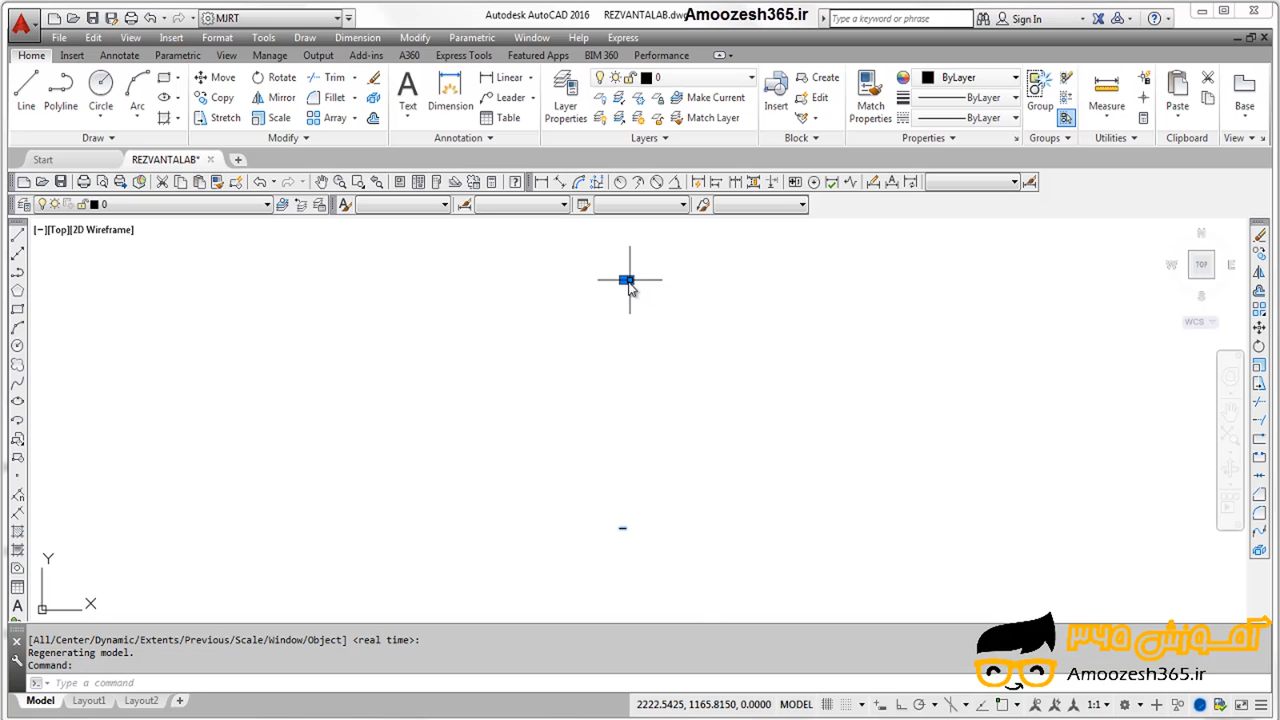 Autodesk AutoCAD 2016 REZVANTALAB.dwg
Amoozesh365.ir
MJRT
Type a keyword or phrase
Sign In
File Edit View Insert Format Tools Draw Dimension Modify Parametric Window Help Express
Home Insert Annotate Parametric View Manage Output Add-ins A360 Express Tools Featured Apps BIM 360 Performance
Line Polyline Circle Arc
Move Rotate Trim
Copy Mirror Fillet
Stretch Scale Array
Text Dimension
Linear
Leader
Table
Layer Properties
0
Make Current
Match Layer
Insert
Create
Edit
Match Properties
ByLayer
ByLayer
ByLayer
Group
Measure
Paste
Base
Draw Modify Annotation Layers Block Properties Groups Utilities Clipboard View
Start REZVANTALAB*
0
[−][Top][2D Wireframe]
N
W TOP E
S
WCS
Y
X
[All/Center/Dynamic/Extents/Previous/Scale/Window/Object] <real time>:
Regenerating model.
Command:
Type a command
آموزش ۳۶۵
Amoozesh365.ir
Model Layout1 Layout2
2222.5425, 1165.8150, 0.0000 MODEL 1:1